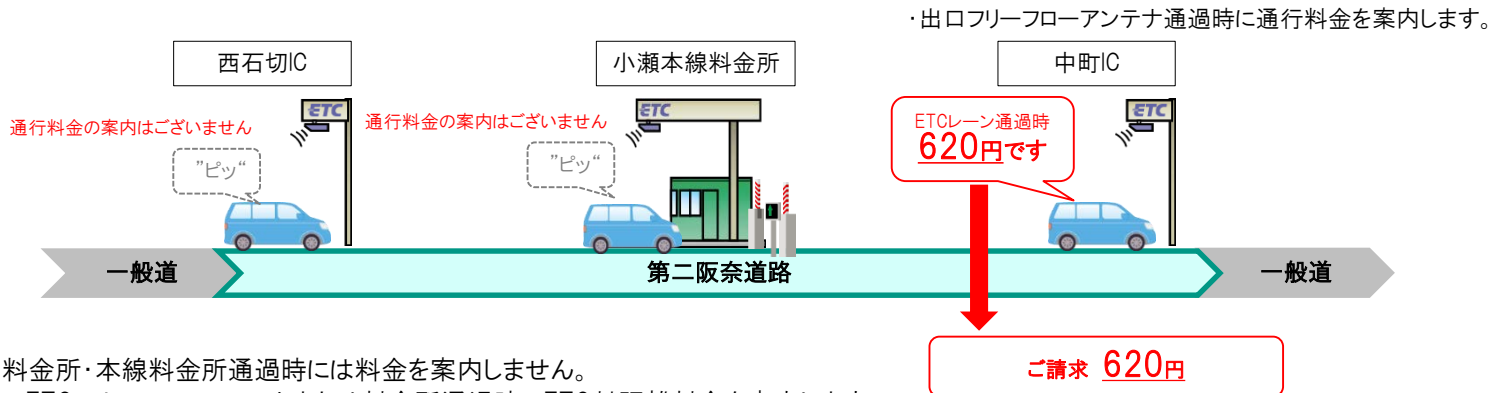 ・出口フリーフローアンテナ通過時に通行料金を案内します。
西石切IC
小瀬本線料金所
中町IC
ETC
ETC
ETC
通行料金の案内はございません
通行料金の案内はございません
ETCレーン通過時
620円です
”ピッ“
”ピッ“
一般道
第二阪奈道路
一般道
料金所・本線料金所通過時には料金を案内しません。
ご請求 620円